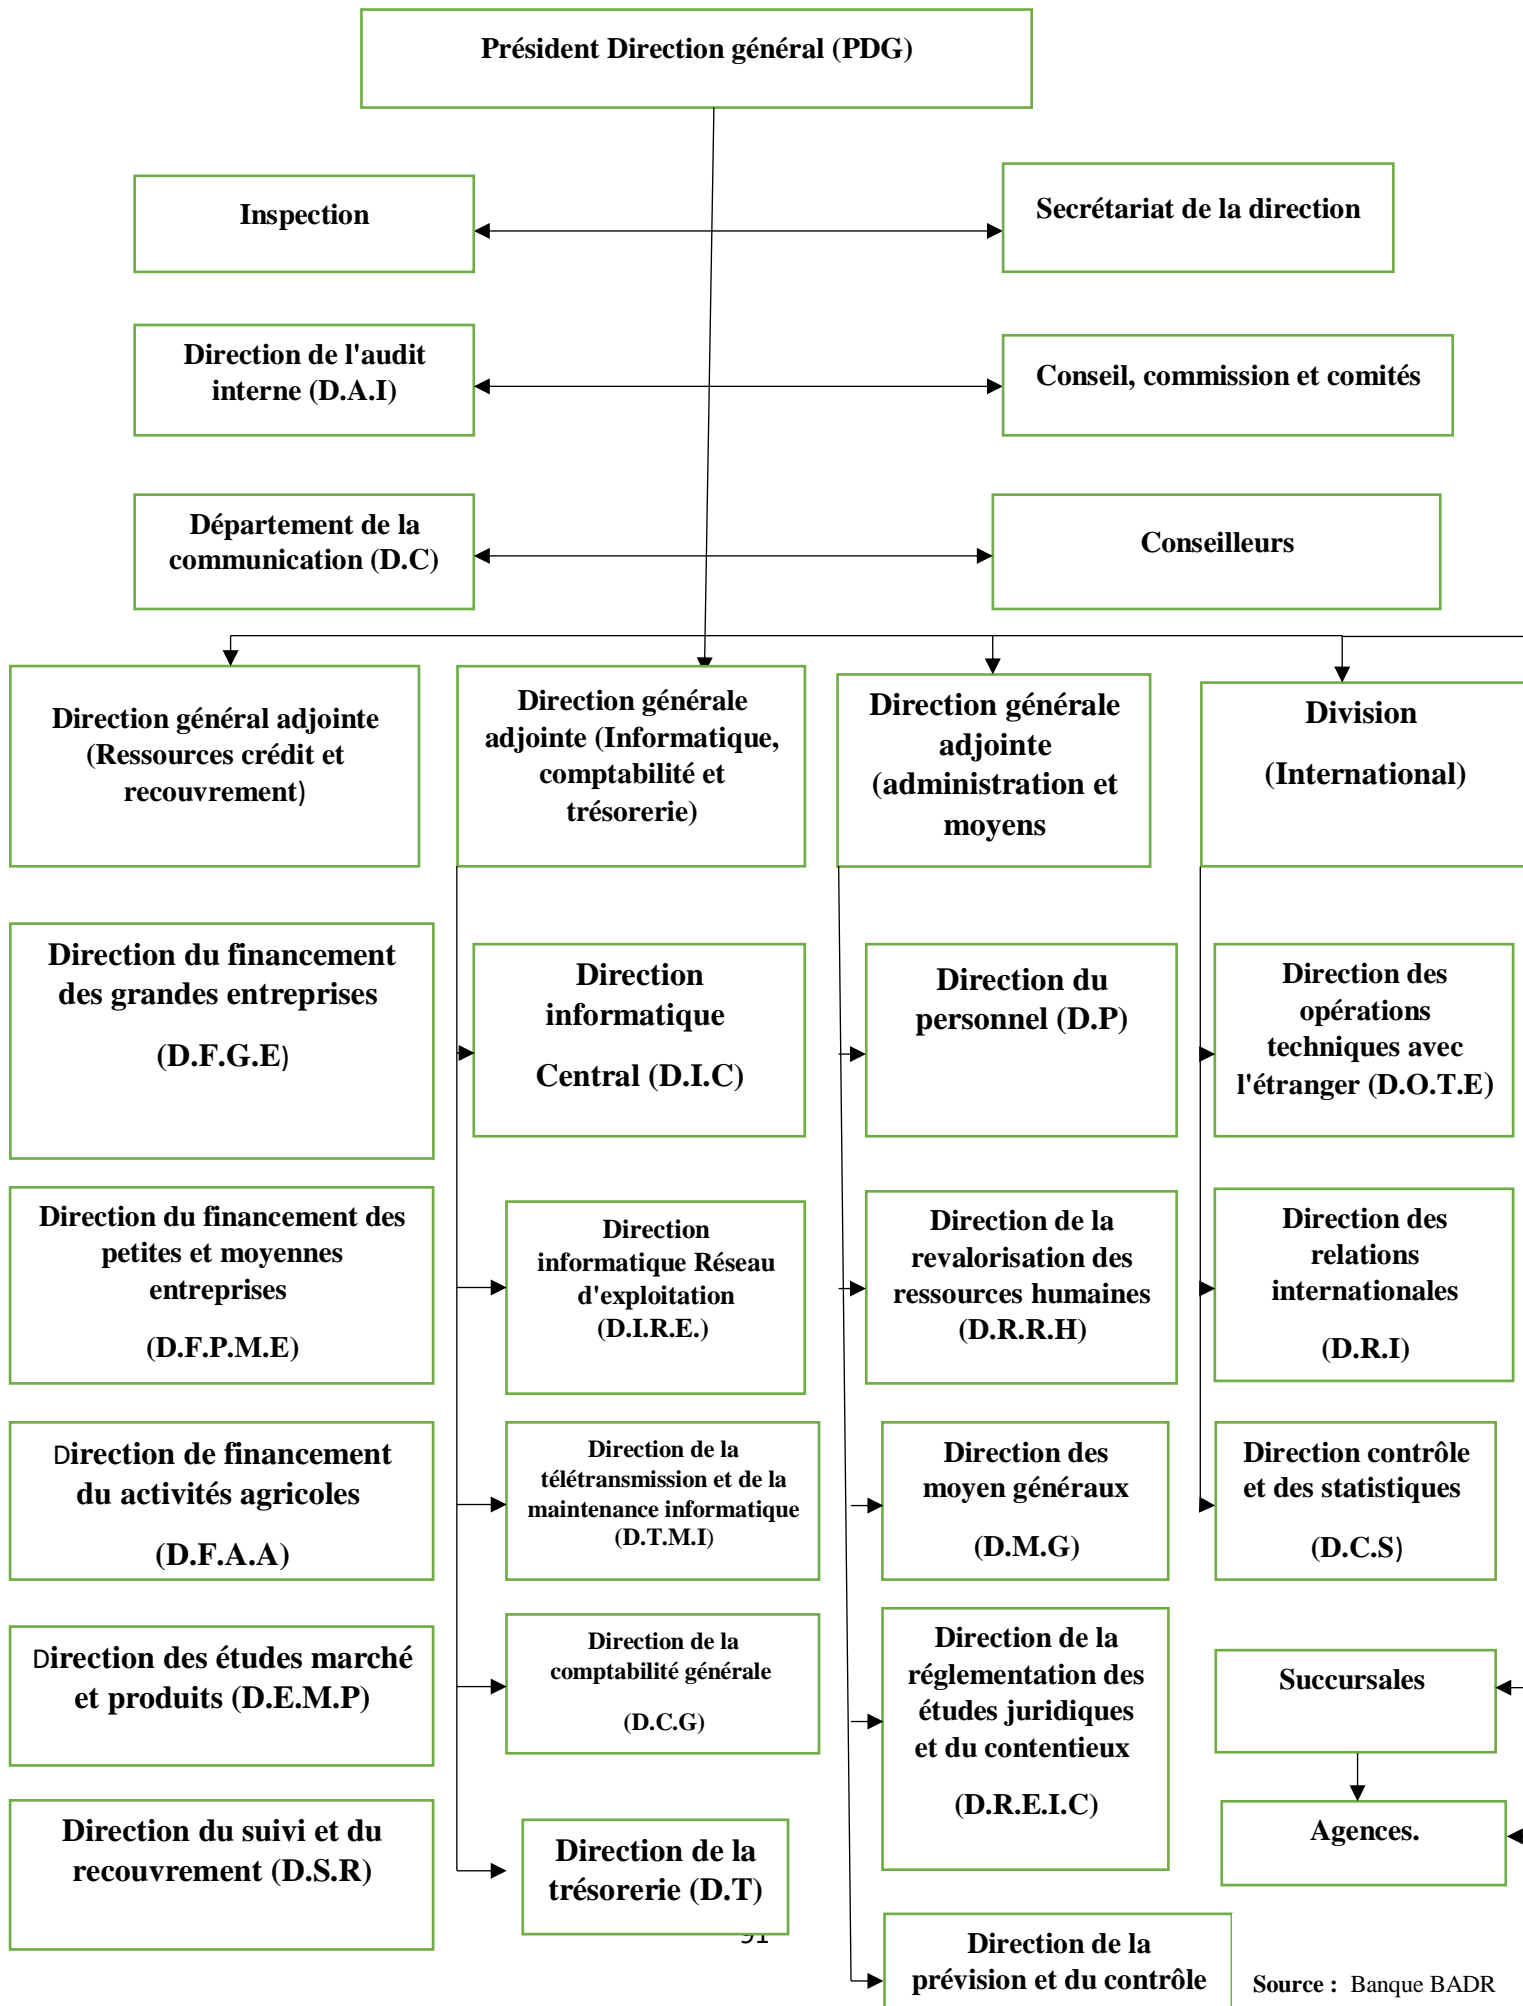 Président Direction général (PDG)
Inspection
Secrétariat de la direction
Direction de l'audit
interne (D.A.I)
Conseil, commission et comités
Département de la
communication (D.C)
Conseilleurs
Direction général adjointe
(Ressources crédit et
recouvrement)
Direction générale
adjointe (Informatique,
comptabilité et
trésorerie)
Direction générale
adjointe
(administration et
moyens
Division
(International)
Direction du financement
des grandes entreprises
(D.F.G.E)
Direction
informatique
Central (D.I.C)
Direction du
personnel (D.P)
Direction des
opérations
techniques avec
l'étranger (D.O.T.E)
Direction du financement des
petites et moyennes
entreprises
(D.F.P.M.E)
Direction
informatique Réseau
d'exploitation
(D.I.R.E.)
Direction de la
revalorisation des
ressources humaines
(D.R.R.H)
Direction des
relations
internationales
(D.R.I)
Direction de financement
du activités agricoles
(D.F.A.A)
Direction de la
télétransmission et de la
maintenance informatique
(D.T.M.I)
Direction des
moyen généraux
(D.M.G)
Direction contrôle
et des statistiques
(D.C.S)
Direction des études marché
et produits (D.E.M.P)
Direction de la
comptabilité générale
(D.C.G)
Direction de la
réglementation des
études juridiques
et du contentieux
(D.R.E.I.C)
Succursales
Agences.
Direction du suivi et du
recouvrement (D.S.R)
Direction de la
trésorerie (D.T)
91
Direction de la
prévision et du contrôle
Source : Banque BADR